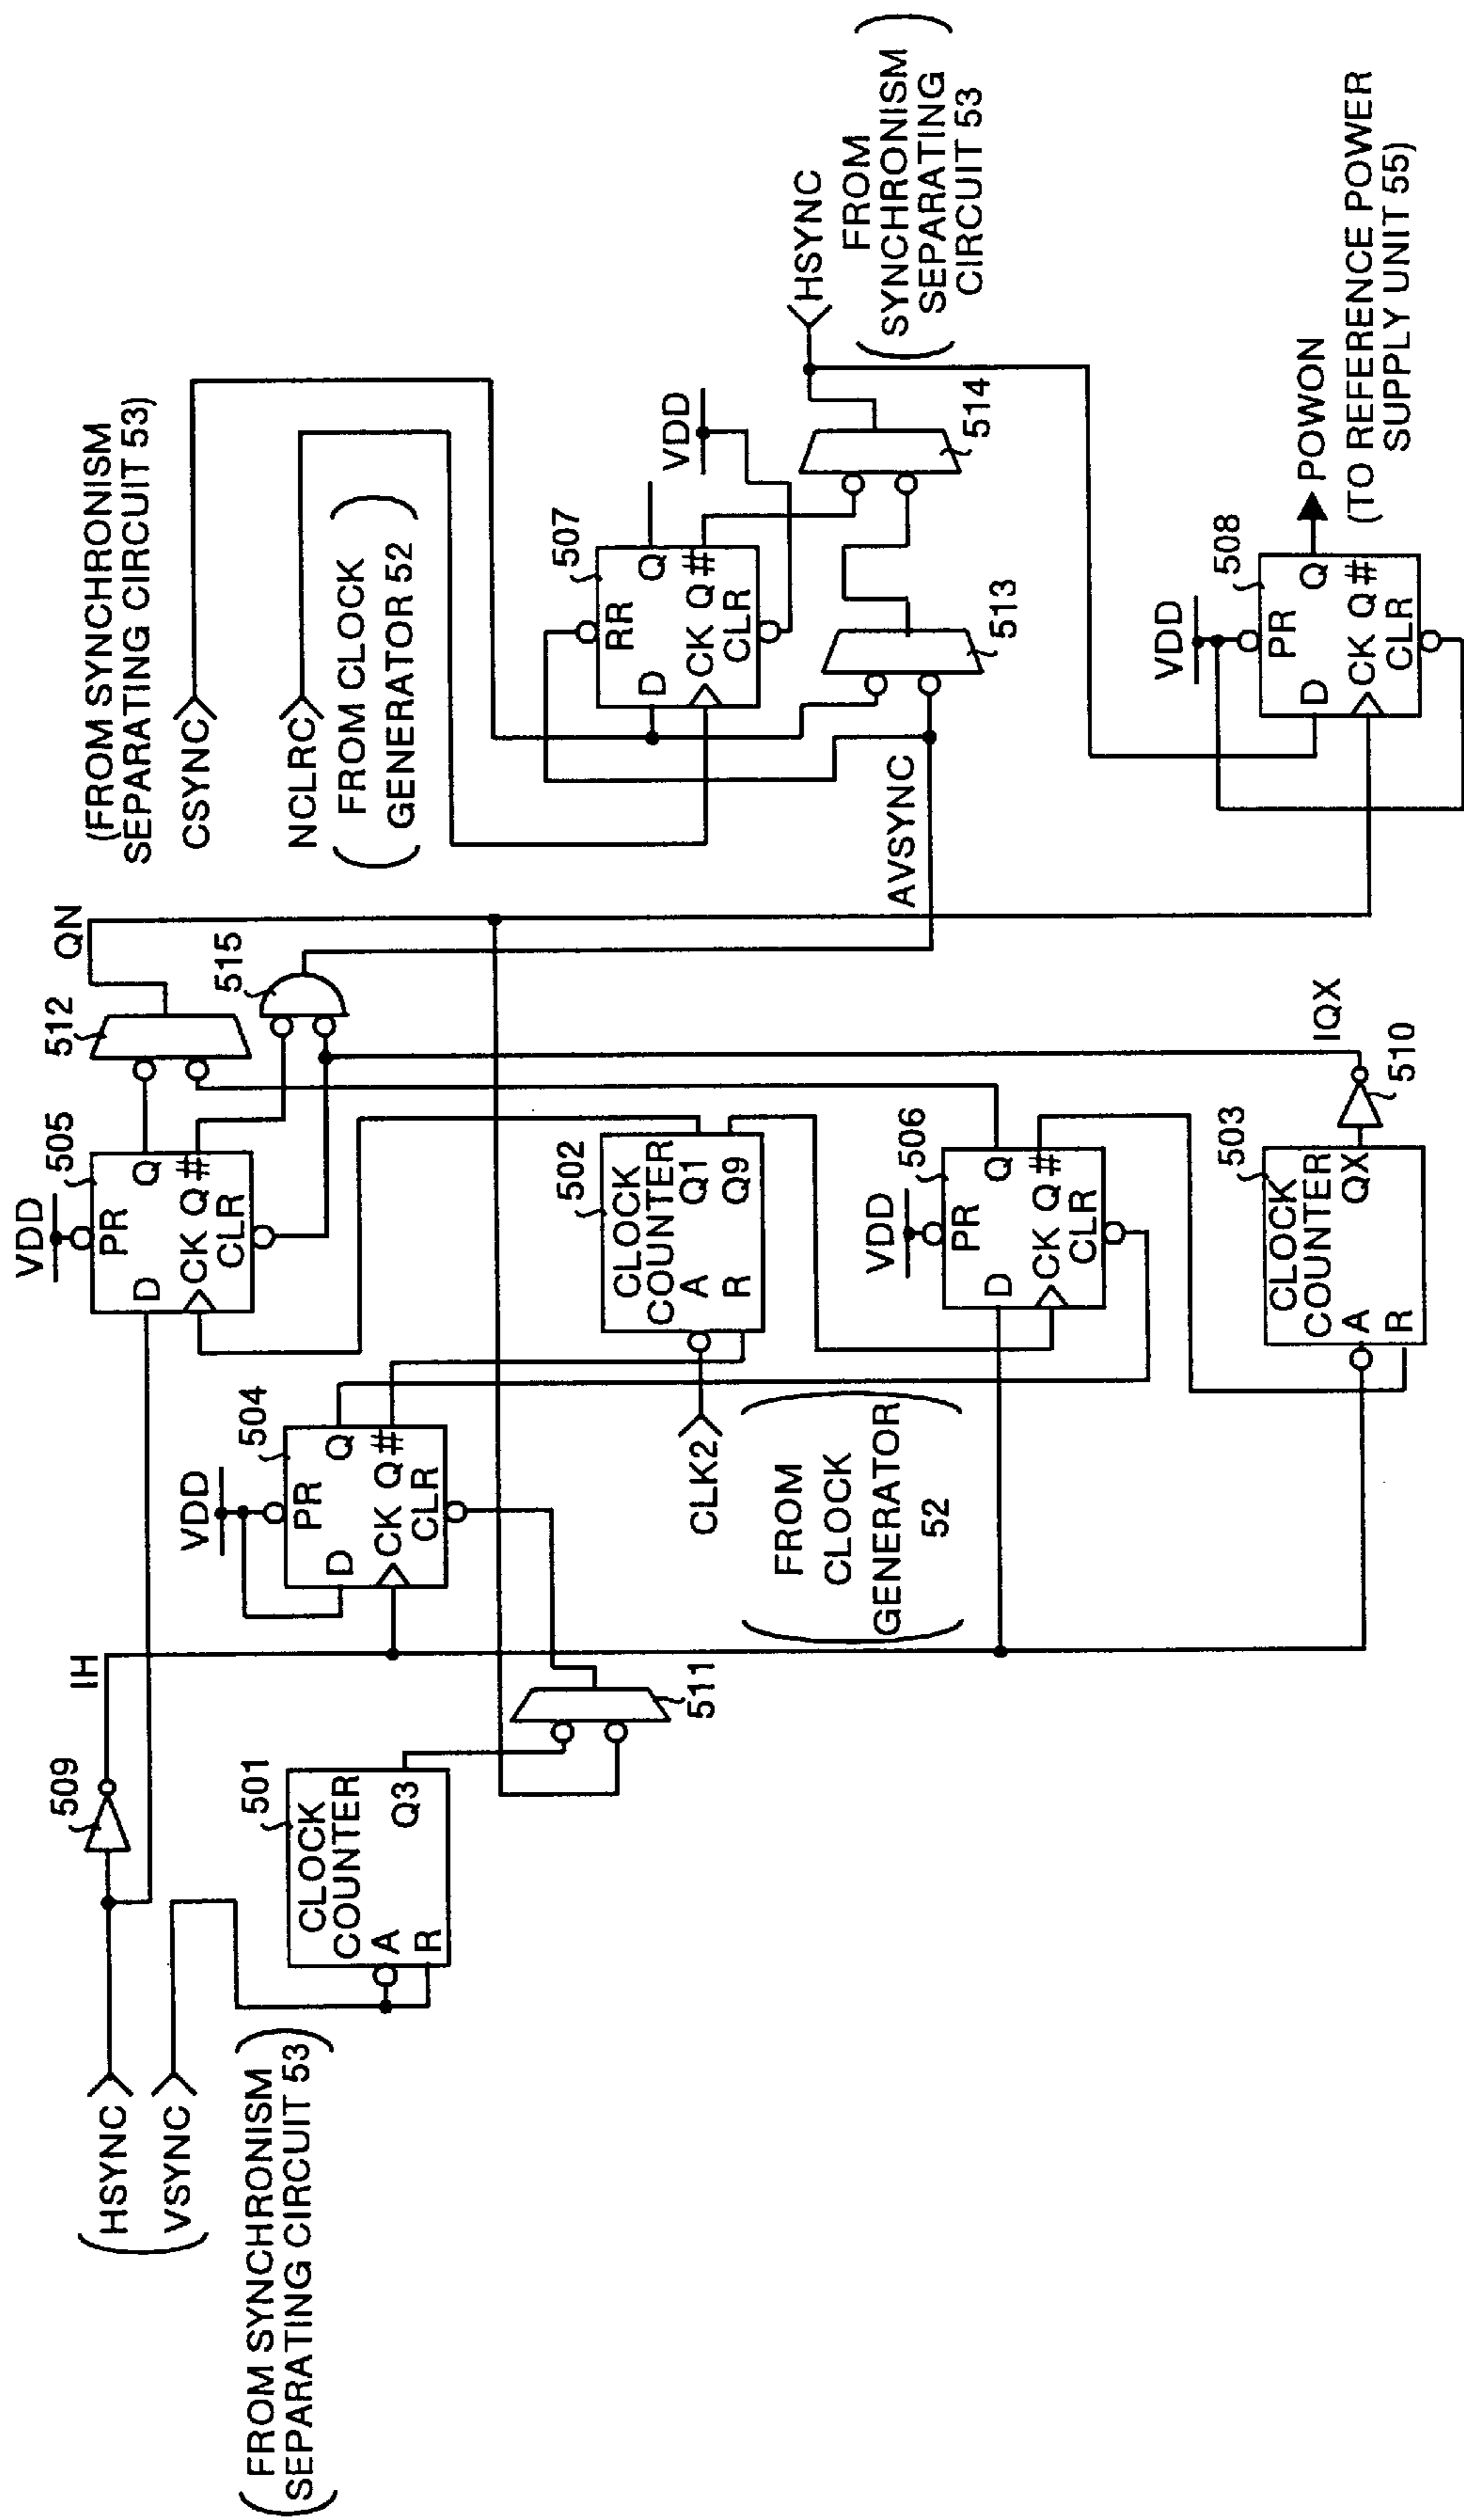 HSYNC
VSYNC
(FROM SYNCHRONISM
SEPARATING CIRCUIT 53)
509
IH
501
CLOCK
COUNTER
A
Q3
R
511
VDD
504
PR
D
Q
CK
Q#
CLR
VDD
505
PR
D
Q
CK
Q#
CLR
512
QN
515
502
CLOCK
COUNTER
A
Q1
R
Q9
CLK2
(FROM
CLOCK
GENERATOR
52)
VDD
506
PR
D
Q
CK
Q#
CLR
503
CLOCK
COUNTER
A
QX
R
IQX
510
(FROM SYNCHRONISM
SEPARATING CIRCUIT 53)
CSYNC
NCLRC
(FROM CLOCK
GENERATOR 52)
507
RR
D
Q
CK
Q#
CLR
VDD
AVSYNC
513
514
HSYNC
(FROM
SYNCHRONISM
SEPARATING
CIRCUIT 53)
VDD
508
PR
D
Q
CK
Q#
CLR
POWON
(TO REFERENCE POWER
SUPPLY UNIT 55)